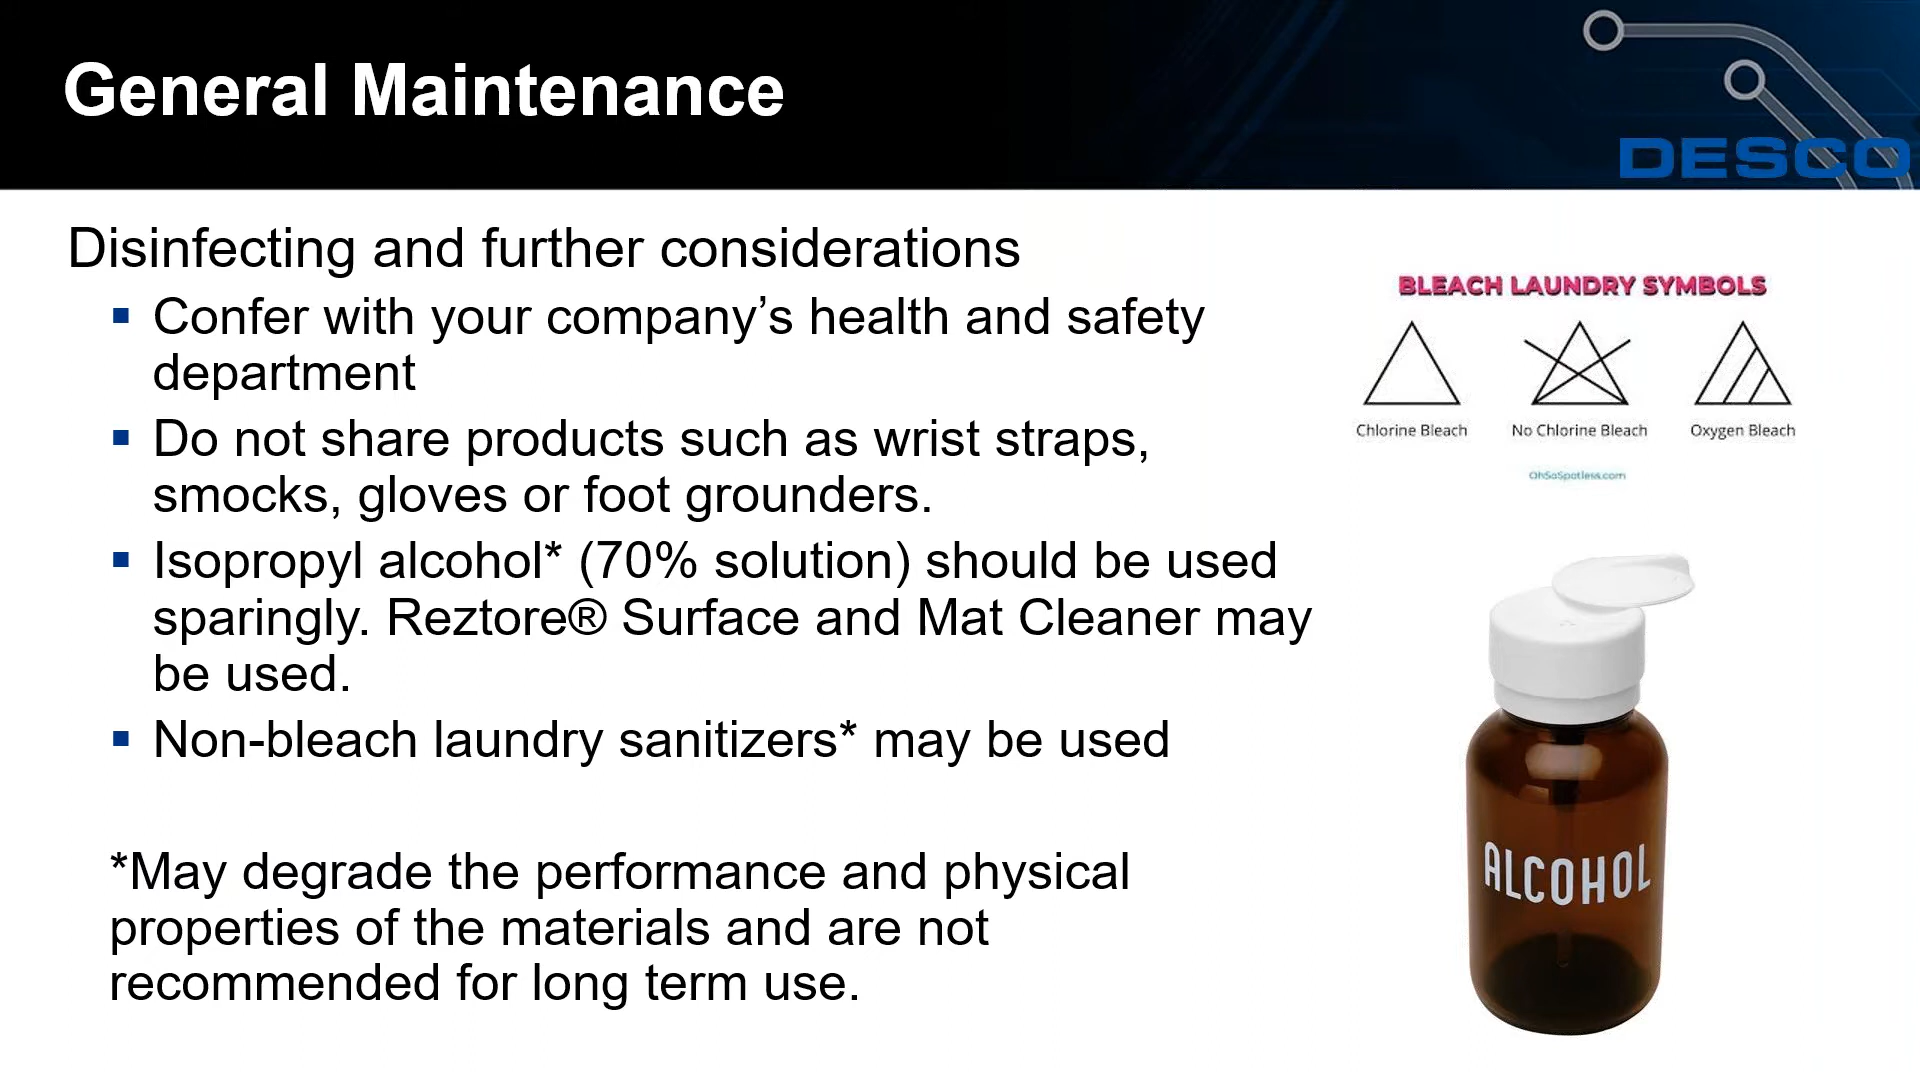 General Maintenance
DESCO
Disinfecting and further considerations
Confer with your company’s health and safety
department
Do not share products such as wrist straps,
smocks, gloves or foot grounders.
Isopropyl alcohol* (70% solution) should be used
sparingly. Reztore® Surface and Mat Cleaner may
be used.
Non-bleach laundry sanitizers* may be used
*May degrade the performance and physical
properties of the materials and are not
recommended for long term use.
BLEACH LAUNDRY SYMBOLS
Chlorine Bleach
No Chlorine Bleach
Oxygen Bleach
OhSoSpotless.com
ALCOHOL